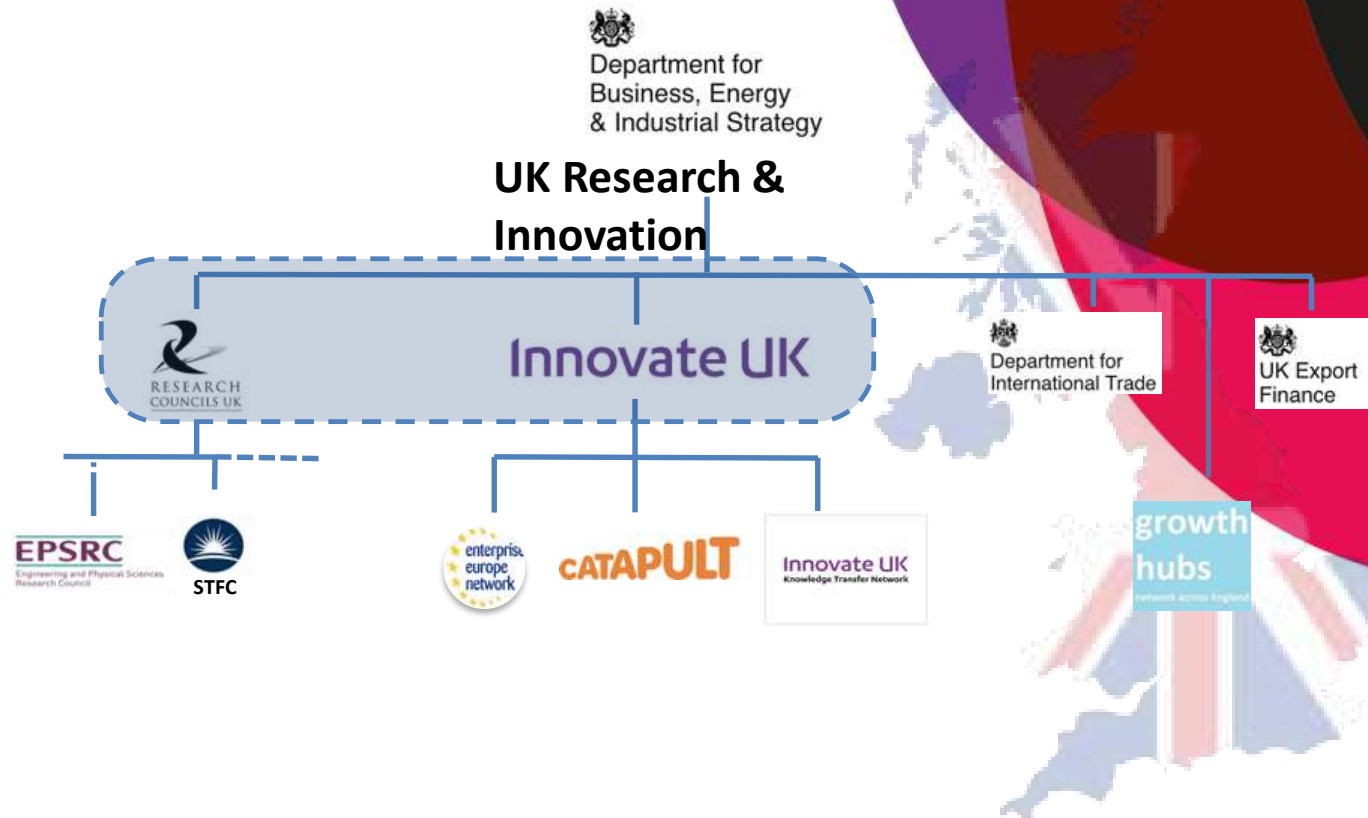 Department for
Business, Energy
& Industrial Strategy
UK Research &
Innovation
RESEARCH
COUNCILS UK
Innovate UK
Department for
International Trade
UK Export
Finance
EPSRC
Engineering and Physical Sciences
Research Council
STFC
enterprise
europe
network
CATAPULT
Innovate UK
Knowledge Transfer Network
growth
hubs
network across England